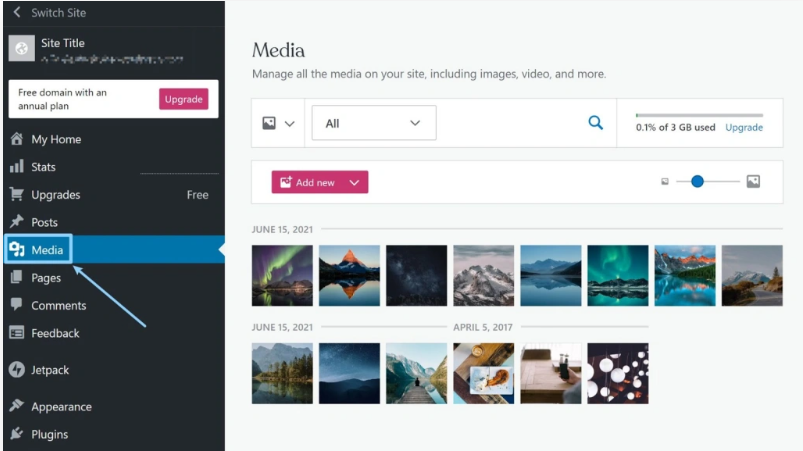 Switch Site
Site Title
Free domain with an
annual plan
Upgrade
My Home
Stats
Upgrades Free
Posts
Media
Pages
Comments
Feedback
Jetpack
Appearance
Plugins
Media
Manage all the media on your site, including images, video, and more.
All
0.1% of 3 GB used Upgrade
Add new
JUNE 15, 2021
JUNE 15, 2021
APRIL 5, 2017